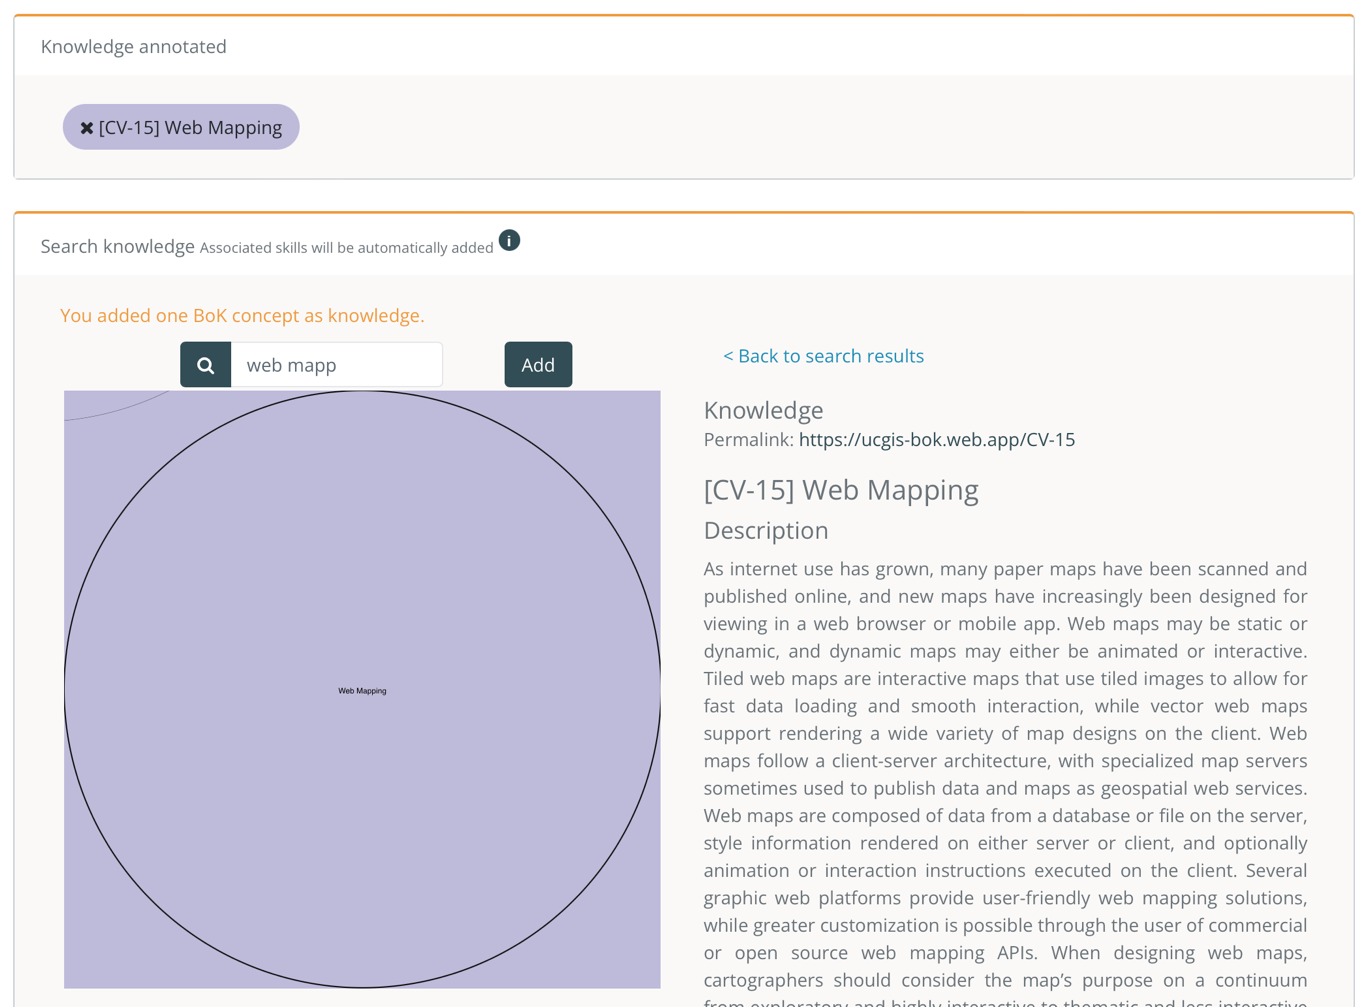 Knowledge annotated
✖ [CV-15] Web Mapping
Search knowledge Associated skills will be automatically added i
You added one BoK concept as knowledge.
web mapp
Add
Web Mapping
< Back to search results
Knowledge
Permalink: https://ucgis-bok.web.app/CV-15
[CV-15] Web Mapping
Description
As internet use has grown, many paper maps have been scanned and
published online, and new maps have increasingly been designed for
viewing in a web browser or mobile app. Web maps may be static or
dynamic, and dynamic maps may either be animated or interactive.
Tiled web maps are interactive maps that use tiled images to allow for
fast data loading and smooth interaction, while vector web maps
support rendering a wide variety of map designs on the client. Web
maps follow a client-server architecture, with specialized map servers
sometimes used to publish data and maps as geospatial web services.
Web maps are composed of data from a database or file on the server,
style information rendered on either server or client, and optionally
animation or interaction instructions executed on the client. Several
graphic web platforms provide user-friendly web mapping solutions,
while greater customization is possible through the user of commercial
or open source web mapping APIs. When designing web maps,
cartographers should consider the map's purpose on a continuum
from exploratory and highly interactive to thematic and less interactive